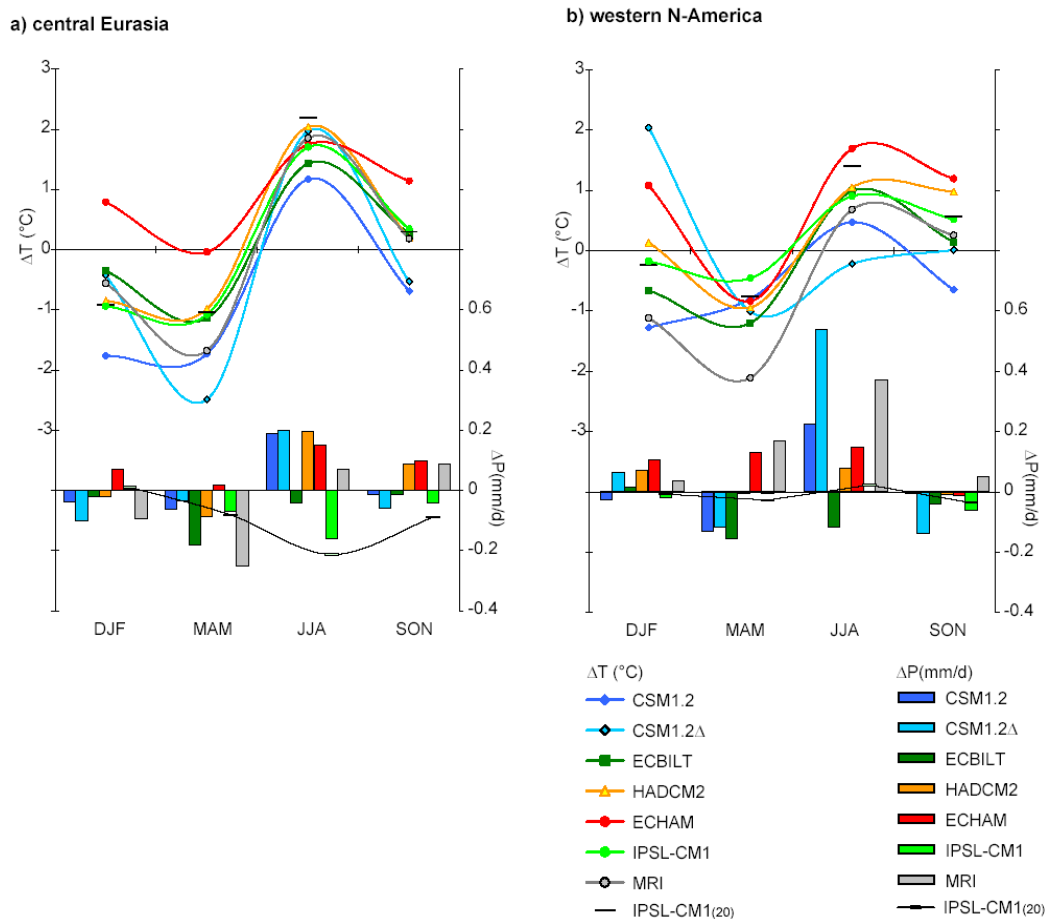 a) central Eurasia
b) western N-America
3
2
1
0
-1
-2
-3
ΔT (°C)
0.6
0.4
0.2
0
-0.2
-0.4
ΔP(mm/d)
DJF MAM JJA SON
3
2
1
0
-1
-2
-3
ΔT (°C)
0.6
0.4
0.2
0
-0.2
-0.4
ΔP(mm/d)
DJF MAM JJA SON
ΔT (°C)
CSM1.2
CSM1.2Δ
ECBILT
HADCM2
ECHAM
IPSL-CM1
MRI
IPSL-CM1(20)
ΔP(mm/d)
CSM1.2
CSM1.2Δ
ECBILT
HADCM2
ECHAM
IPSL-CM1
MRI
IPSL-CM1(20)